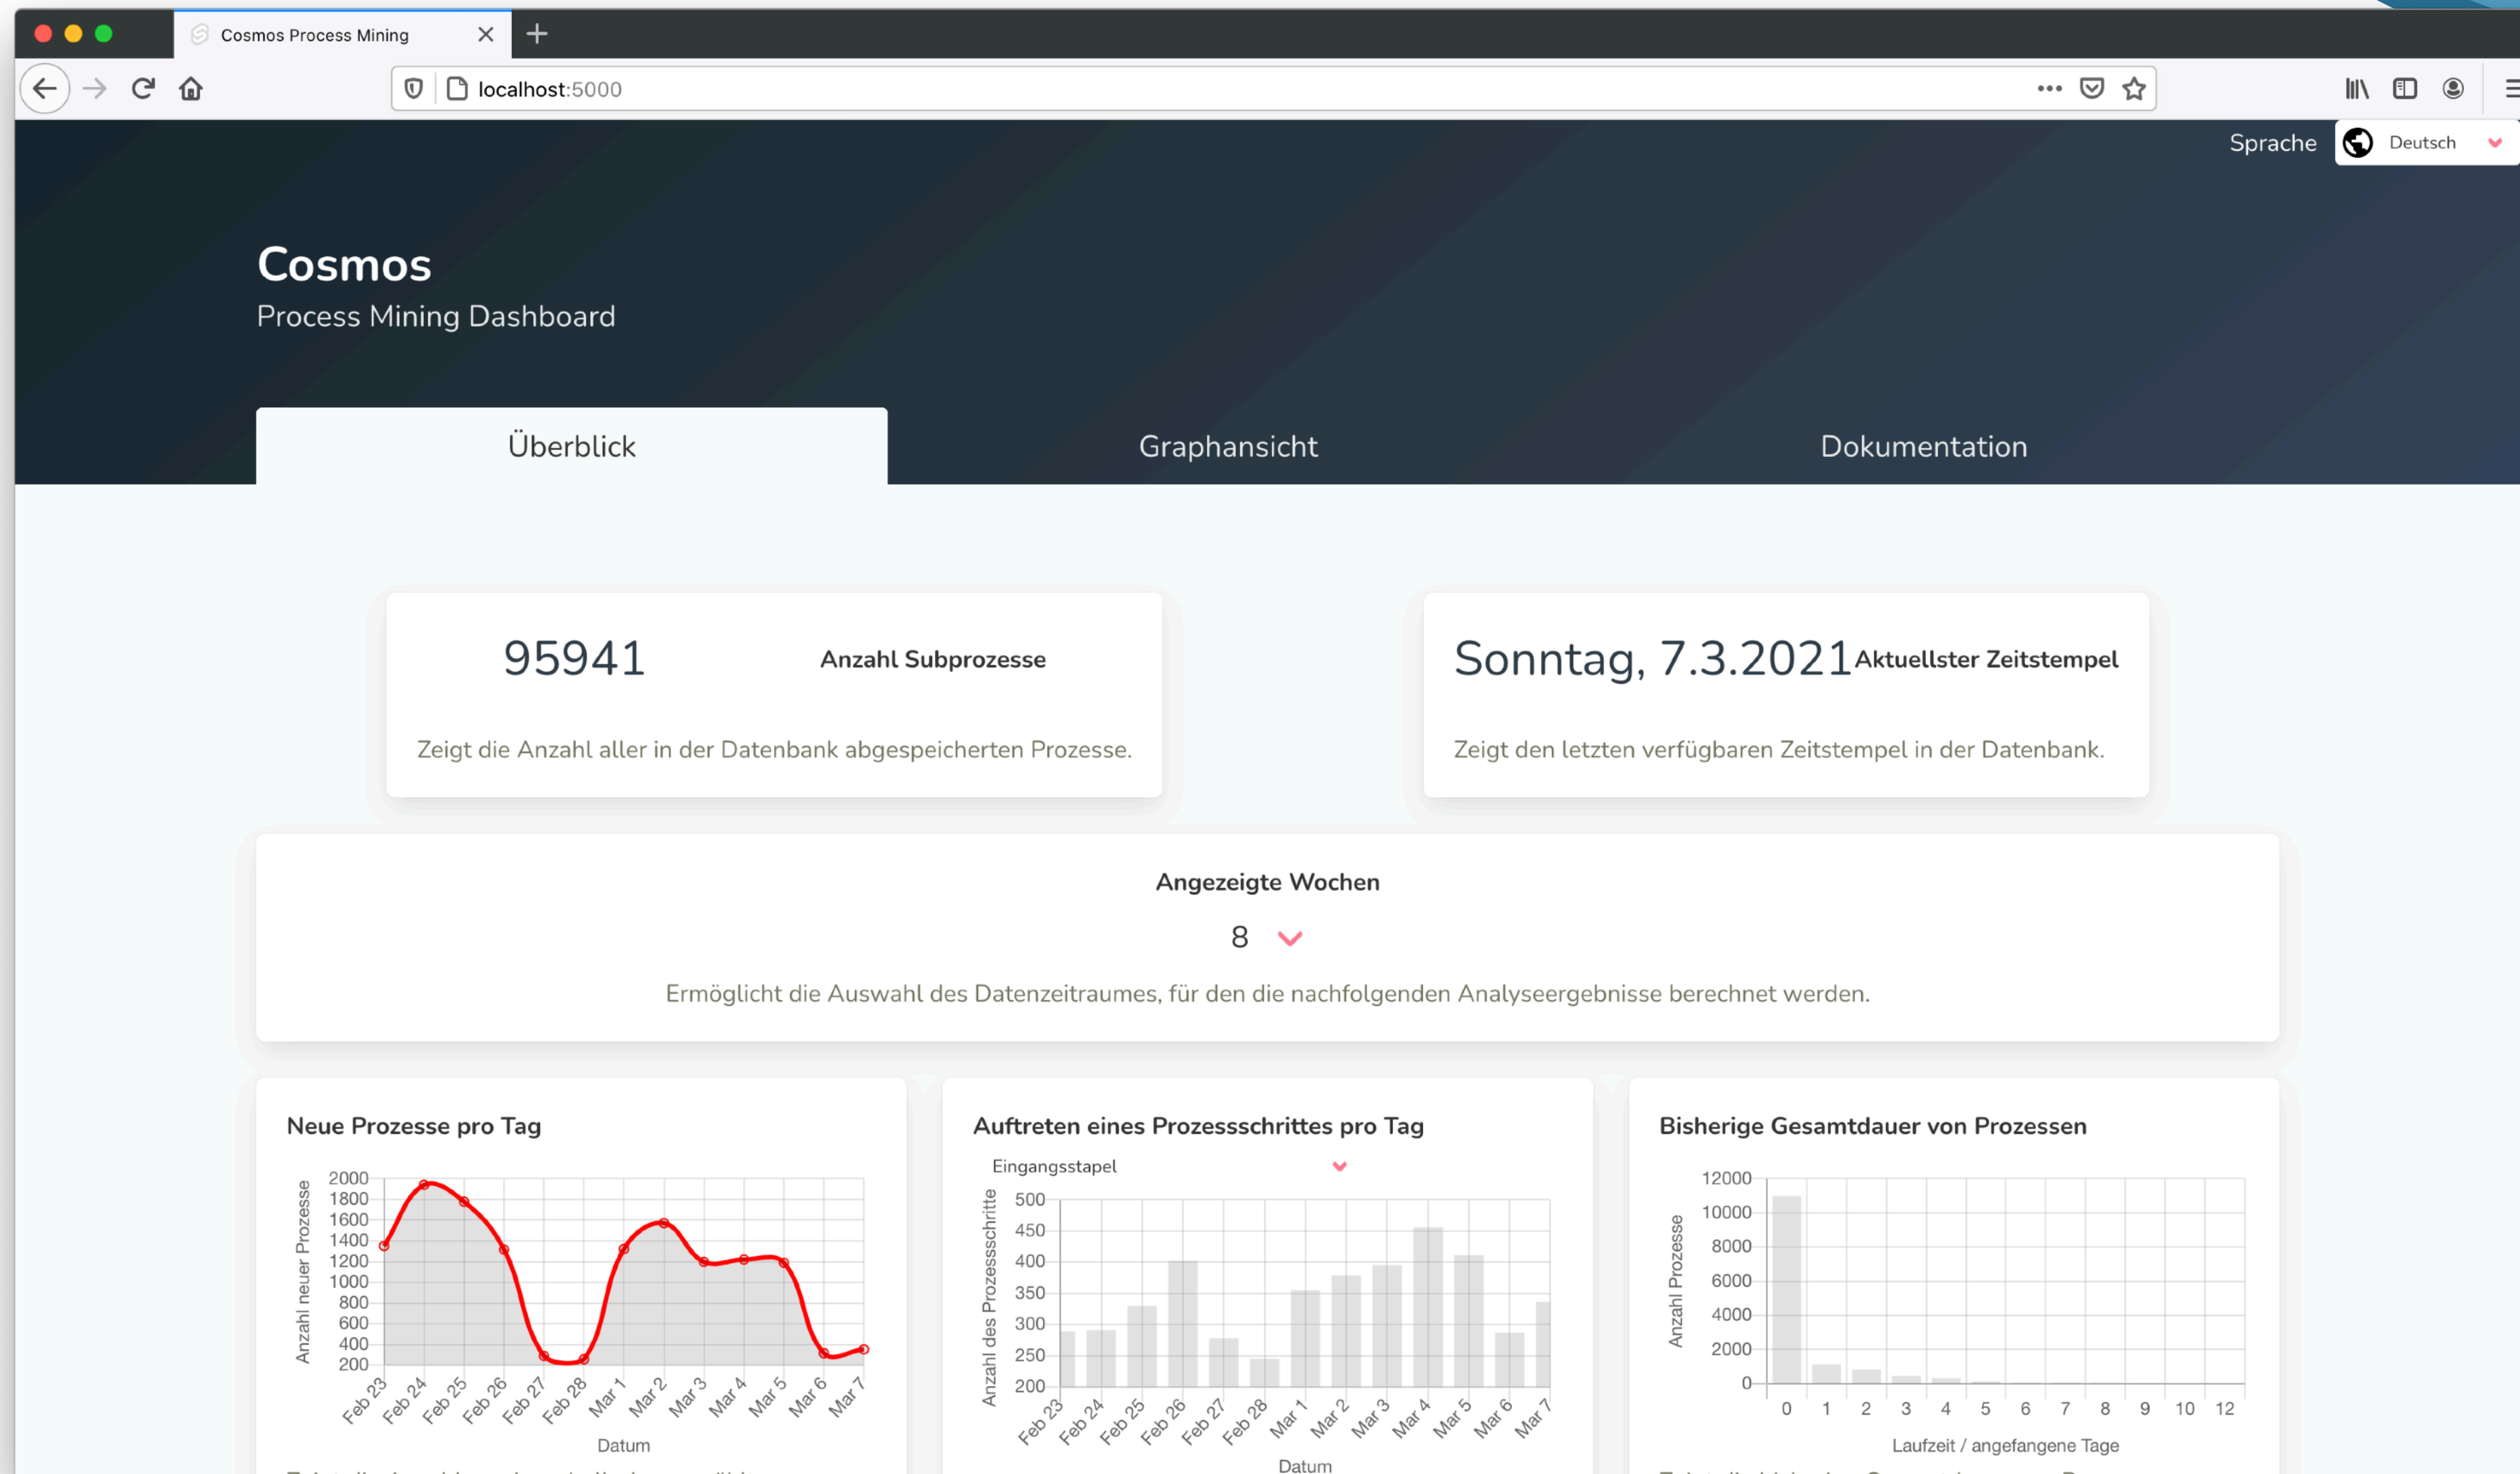 Cosmos Process Mining
localhost:5000
Sprache
Deutsch
Cosmos
Process Mining Dashboard
Überblick
Graphansicht
Dokumentation
95941
Anzahl Subprozesse
Zeigt die Anzahl aller in der Datenbank abgespeicherten Prozesse.
Sonntag, 7.3.2021
Aktuellster Zeitstempel
Zeigt den letzten verfügbaren Zeitstempel in der Datenbank.
Angezeigte Wochen
8
Ermöglicht die Auswahl des Datenzeitraumes, für den die nachfolgenden Analyseergebnisse berechnet werden.
Neue Prozesse pro Tag
Anzahl neuer Prozesse
2000
1800
1600
1400
1200
1000
800
600
400
200
Feb 23
Feb 24
Feb 25
Feb 26
Feb 27
Feb 28
Mar 1
Mar 2
Mar 3
Mar 4
Mar 5
Mar 6
Mar 7
Datum
Auftreten eines Prozessschrittes pro Tag
Eingangsstapel
Anzahl des Prozessschritte
500
450
400
350
300
250
200
Feb 23
Feb 24
Feb 25
Feb 26
Feb 27
Feb 28
Mar 1
Mar 2
Mar 3
Mar 4
Mar 5
Mar 6
Mar 7
Datum
Bisherige Gesamtdauer von Prozessen
Anzahl Prozesse
12000
10000
8000
6000
4000
2000
0
0 1 2 3 4 5 6 7 8 9 10 12
Laufzeit / angefangene Tage